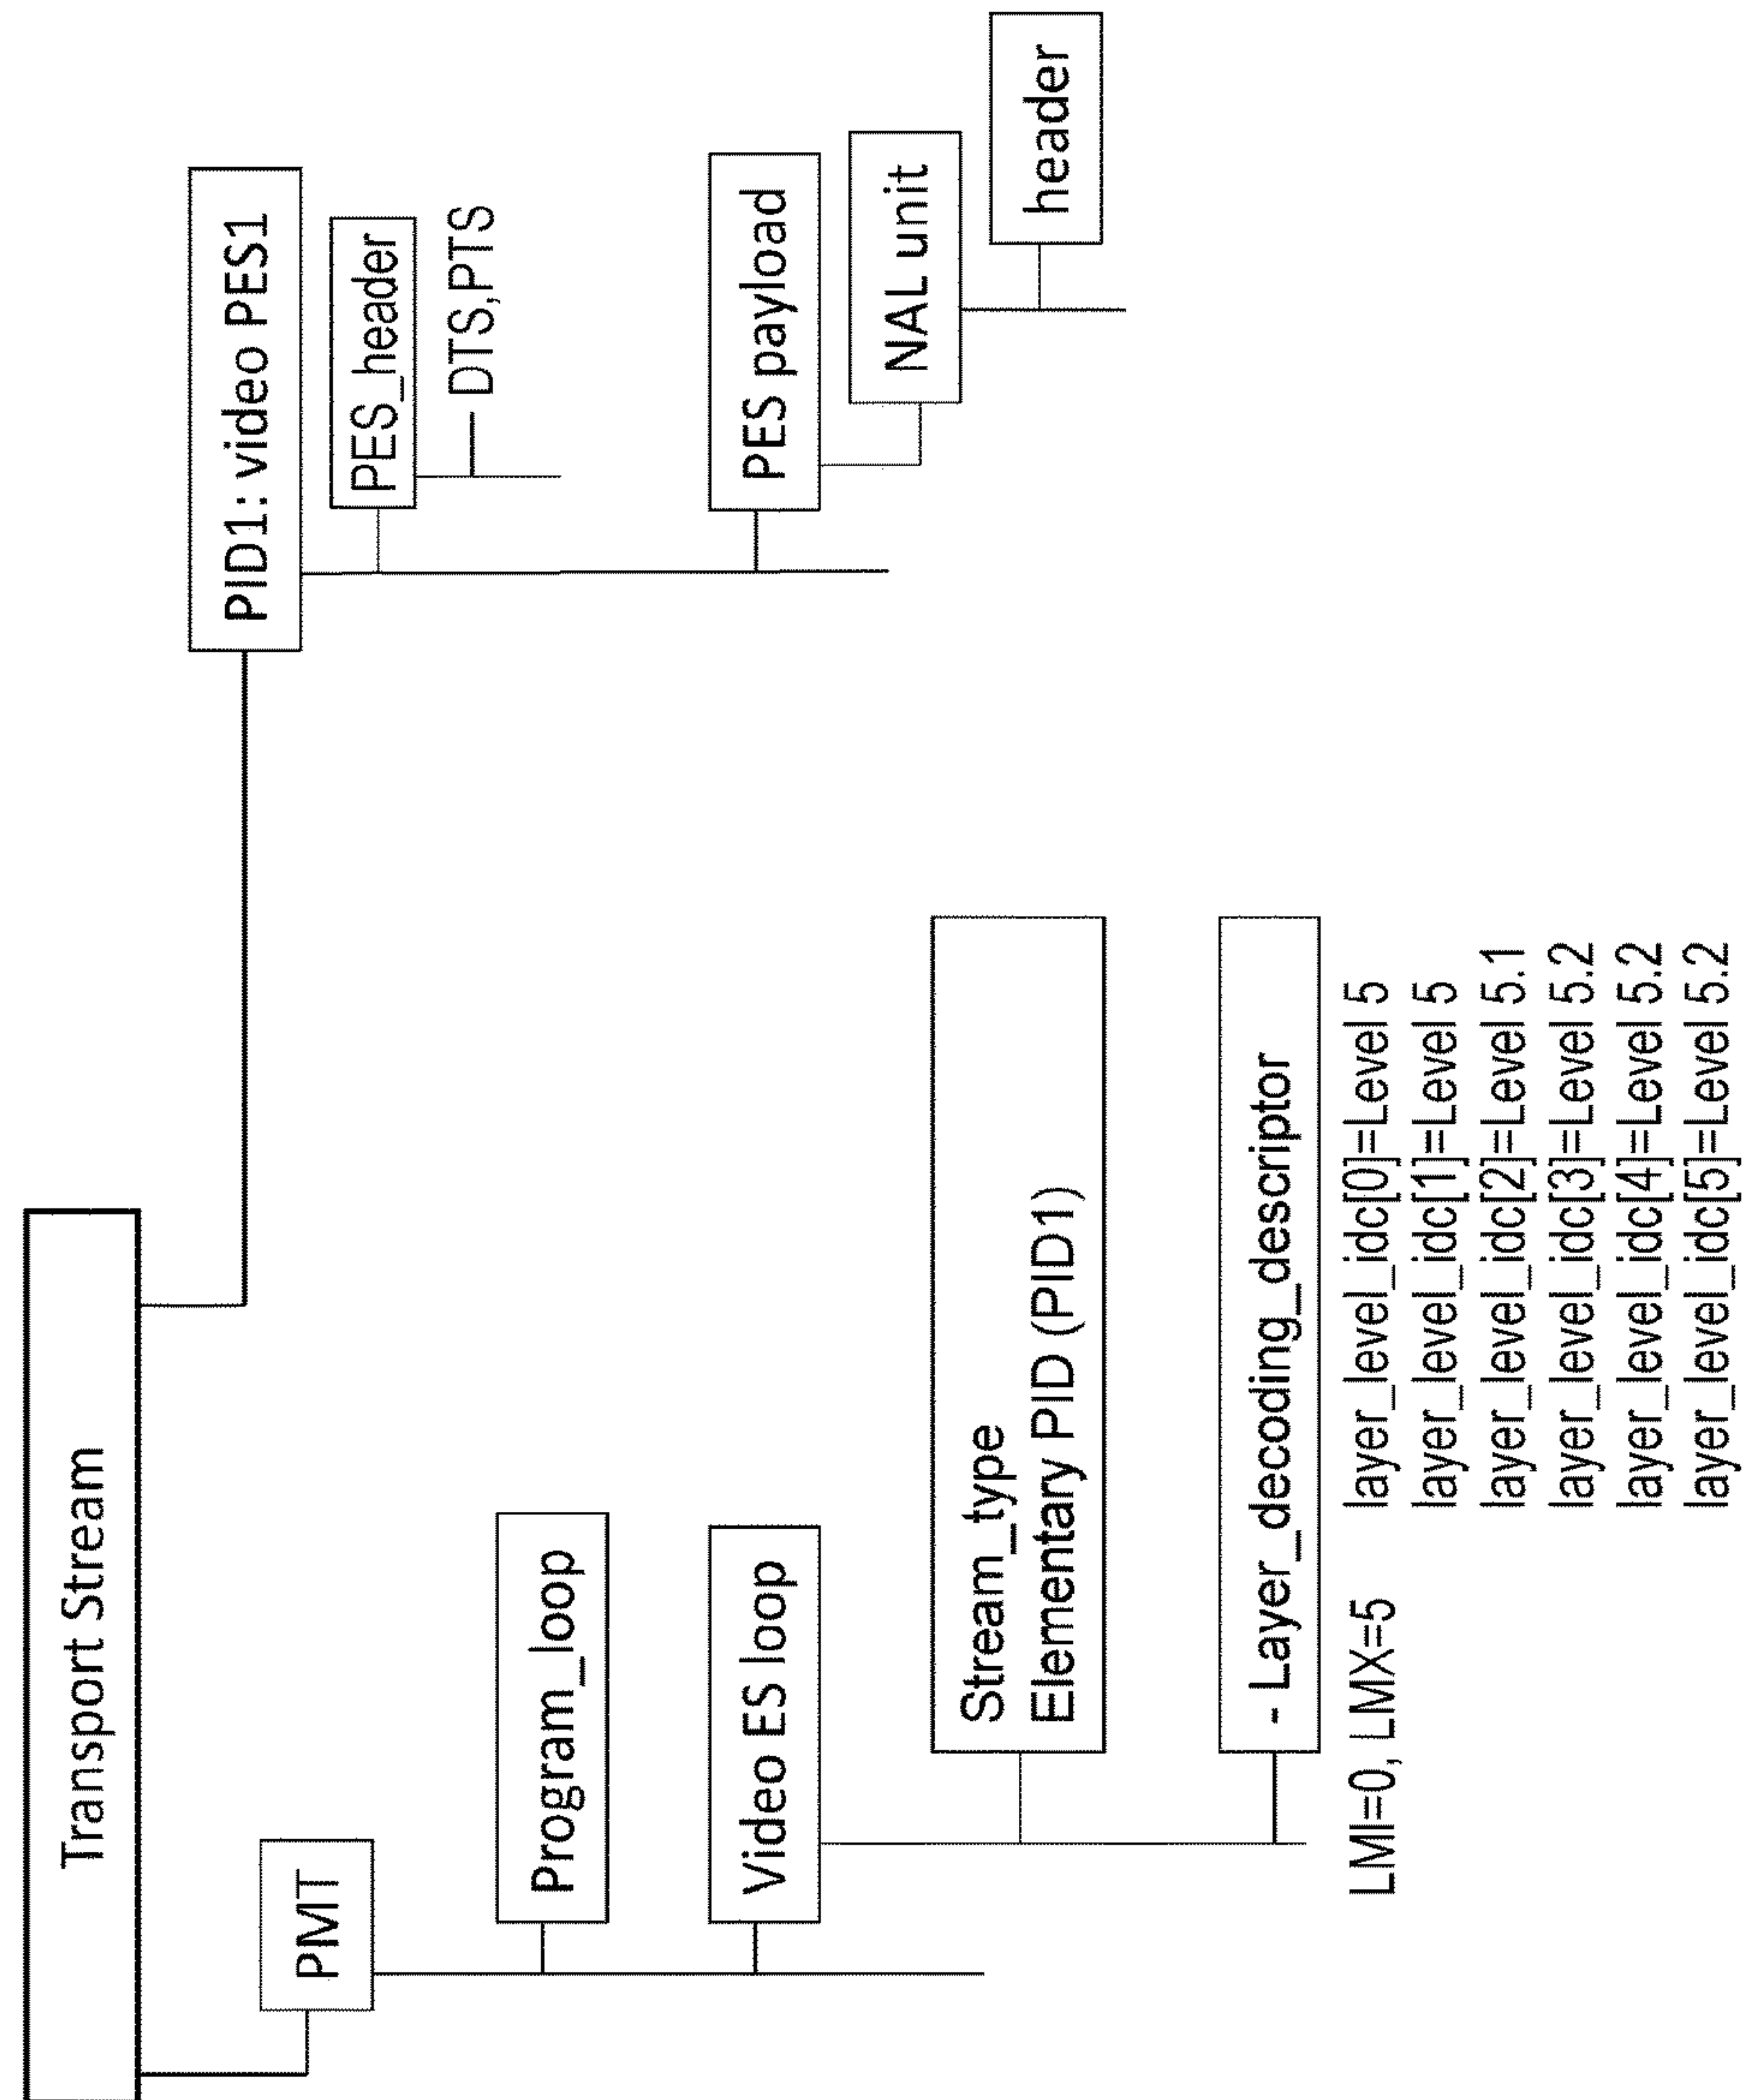 Transport Stream
PMT
Program_loop
Video ES loop
Stream_type
Elementary PID (PID1)
- Layer_decoding_descriptor
LMI=0, LMX=5
layer_level_idc[0]=Level 5
layer_level_idc[1]=Level 5
layer_level_idc[2]=Level 5.1
layer_level_idc[3]=Level 5.2
layer_level_idc[4]=Level 5.2
layer_level_idc[5]=Level 5.2
PID1: video PES1
PES_header
DTS,PTS
PES payload
NAL unit
header